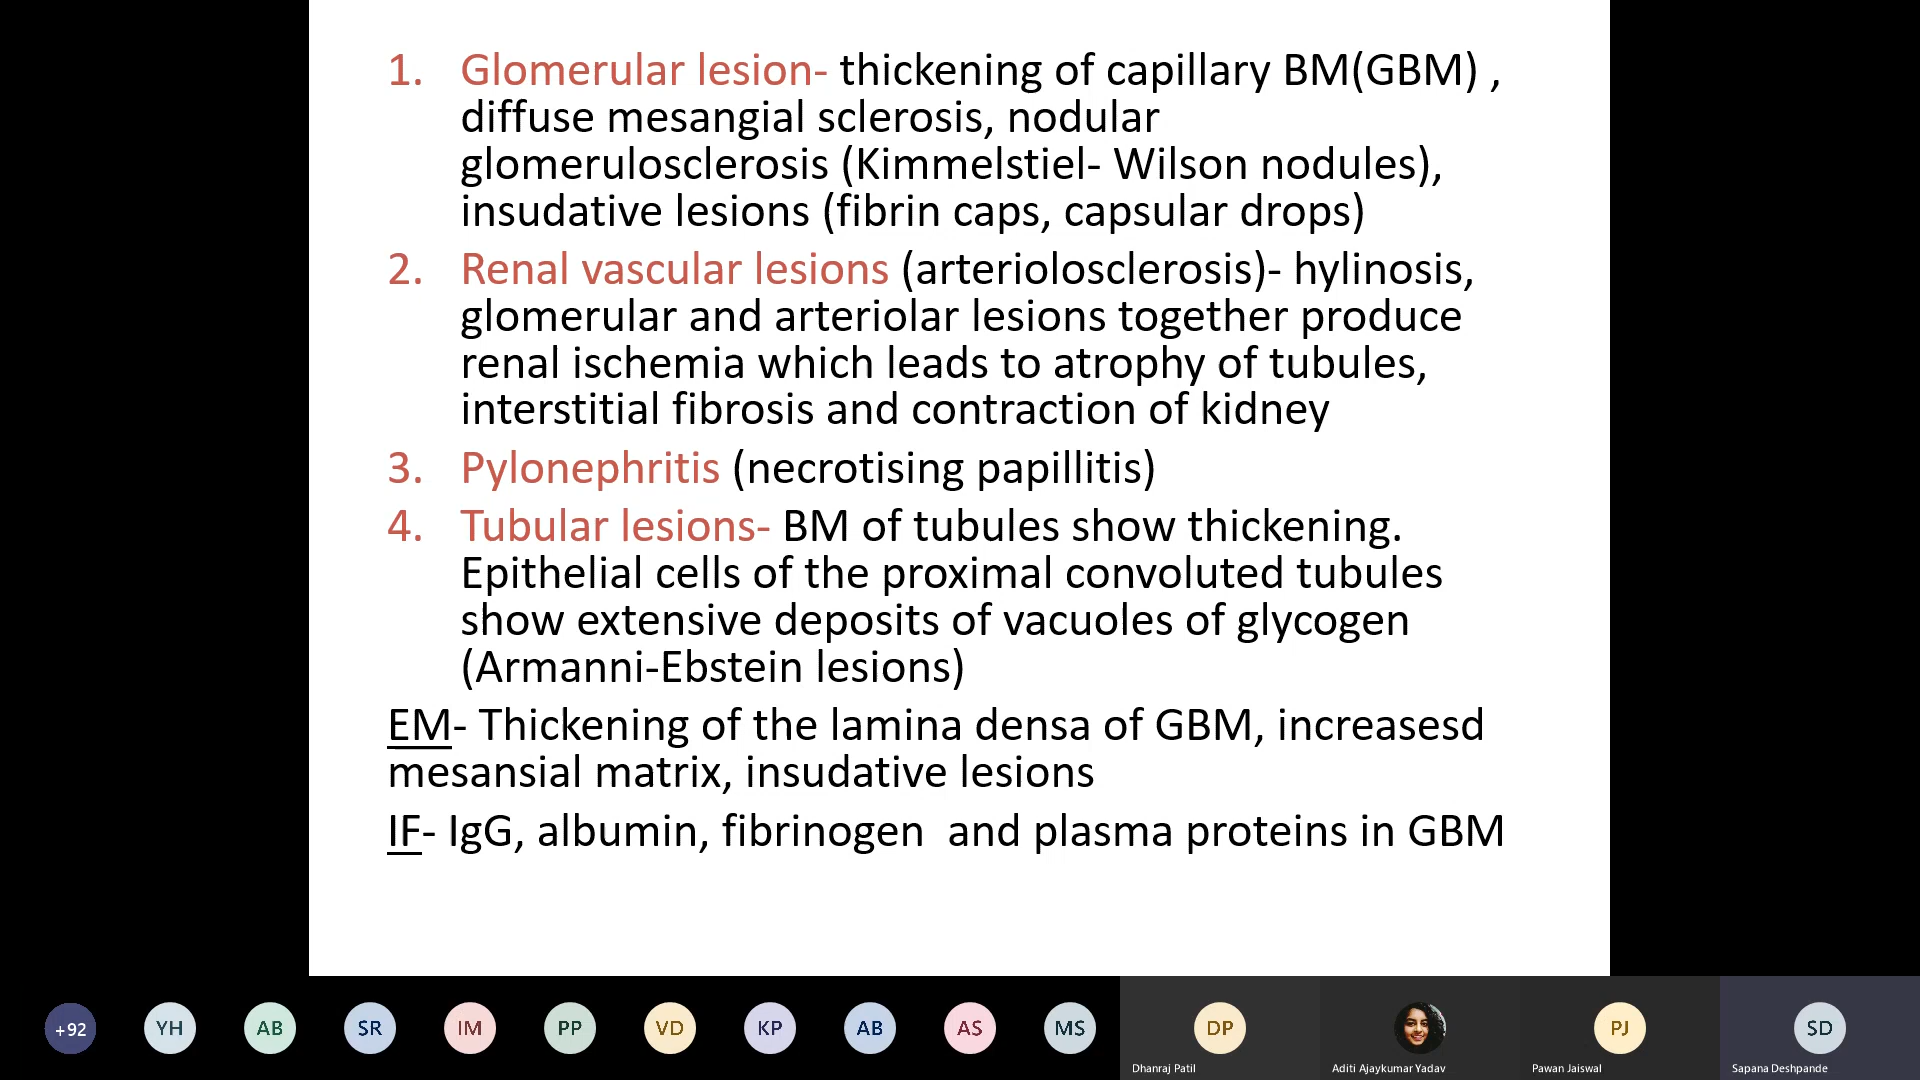 1. Glomerular lesion- thickening of capillary BM(GBM) ,
diffuse mesangial sclerosis, nodular
glomerulosclerosis (Kimmelstiel- Wilson nodules),
insudative lesions (fibrin caps, capsular drops)
2. Renal vascular lesions (arteriolosclerosis)- hylinosis,
glomerular and arteriolar lesions together produce
renal ischemia which leads to atrophy of tubules,
interstitial fibrosis and contraction of kidney
3. Pylonephritis (necrotising papillitis)
4. Tubular lesions- BM of tubules show thickening.
Epithelial cells of the proximal convoluted tubules
show extensive deposits of vacuoles of glycogen
(Armanni-Ebstein lesions)
EM- Thickening of the lamina densa of GBM, increasesd
mesansial matrix, insudative lesions
IF- IgG, albumin, fibrinogen  and plasma proteins in GBM
+92 YH AB SR IM PP VD KP AB AS MS DP PJ SD
Dhanraj Patil Aditi Ajaykumar Yadav Pawan Jaiswal Sapana Deshpande